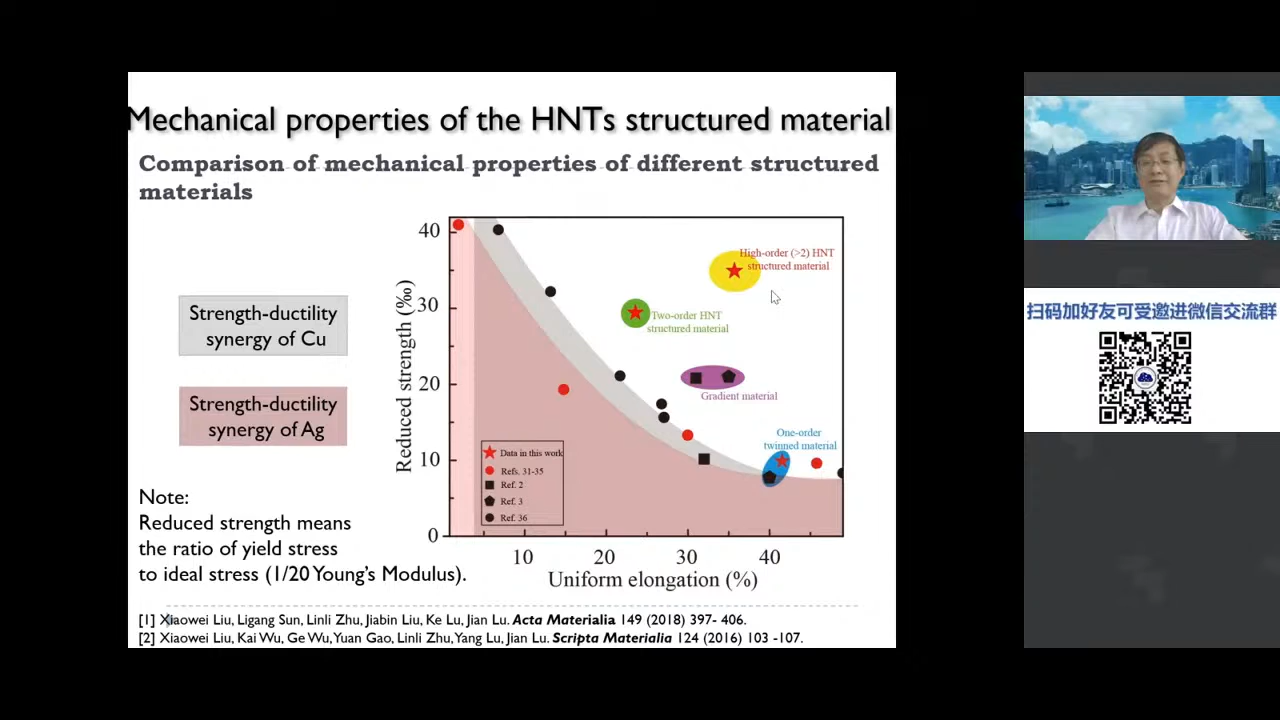 Mechanical properties of the HNTs structured material
Comparison of mechanical properties of different structured
materials
Strength-ductility
synergy of Cu
Strength-ductility
synergy of Ag
Note:
Reduced strength means
the ratio of yield stress
to ideal stress (1/20 Young's Modulus).
Reduced strength (‰)
40
30
20
10
0
High-order (>2) HNT
structured material
Two-order HNT
structured material
Gradient material
One-order
twinned material
Data in this work
Refs. 31-35
Ref. 2
Ref. 3
Ref. 36
10
20
30
40
Uniform elongation (%)
[1] Xiaowei Liu, Ligang Sun, Linli Zhu, Jiabin Liu, Ke Lu, Jian Lu. Acta Materialia 149 (2018) 397- 406.
[2] Xiaowei Liu, Kai Wu, Ge Wu, Yuan Gao, Linli Zhu, Yang Lu, Jian Lu. Scripta Materialia 124 (2016) 103 -107.
扫码加好友可受邀进微信交流群